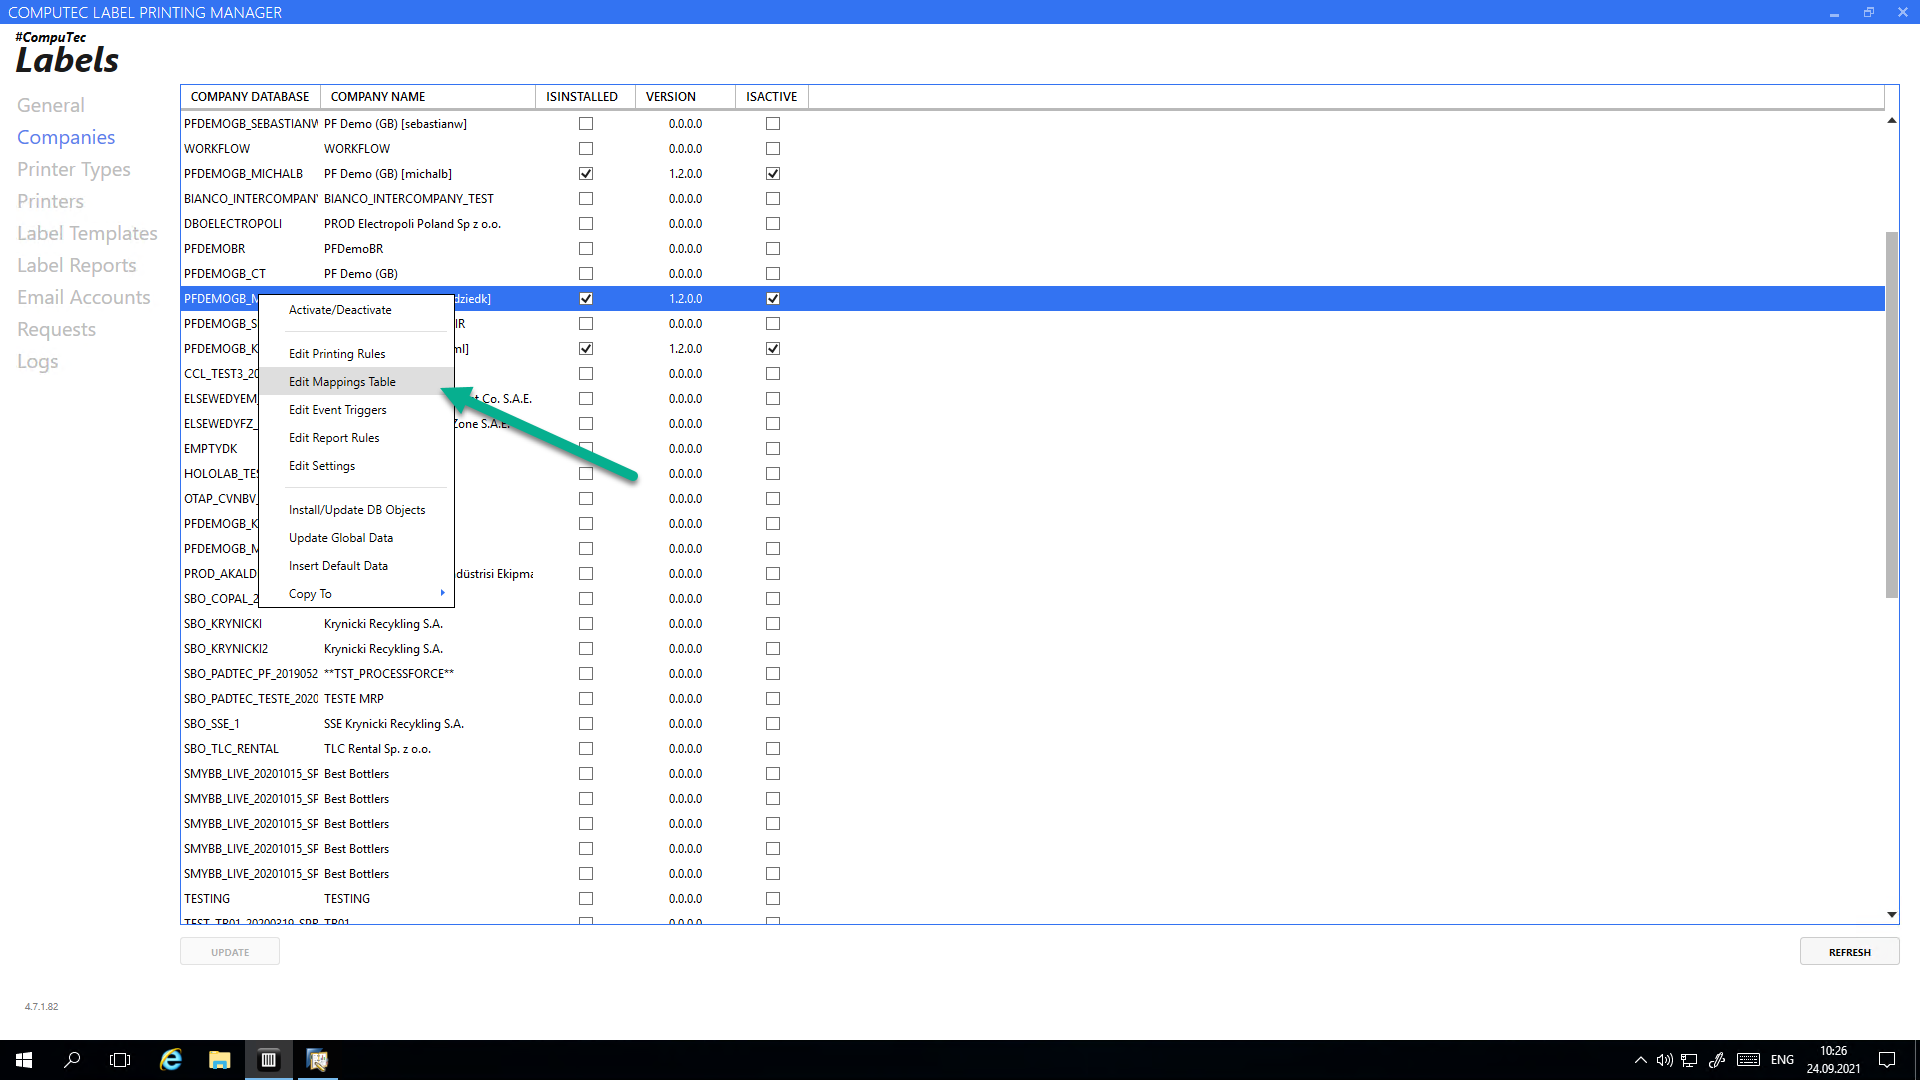 COMPUTEC LABEL PRINTING MANAGER
#CompuTec
Labels
General
Companies
Printer Types
Printers
Label Templates
Label Reports
Email Accounts
Requests
Logs
COMPANY DATABASE COMPANY NAME ISINSTALLED VERSION ISACTIVE
PFDEMOGB_SEBASTIANW PF Demo (GB) [sebastianw] 0.0.0.0
WORKFLOW WORKFLOW 0.0.0.0
PFDEMOGB_MICHALB PF Demo (GB) [michalb] 1.2.0.0
BIANCO_INTERCOMPANY BIANCO_INTERCOMPANY_TEST 0.0.0.0
DBOELECTROPOLI PROD Electropoli Poland Sp z o.o. 0.0.0.0
PFDEMOBR PFDemoBR 0.0.0.0
PFDEMOGB_CT PF Demo (GB) 0.0.0.0
PFDEMOGB_M dziedk] 1.2.0.0
PFDEMOGB_S IR 0.0.0.0
PFDEMOGB_K ml] 1.2.0.0
CCL_TEST3_20 0.0.0.0
ELSEWEDYEM_ t Co. S.A.E. 0.0.0.0
ELSEWEDYFZ_ Zone S.A.E. 0.0.0.0
EMPTYDK 0.0.0.0
HOLOLAB_TES 0.0.0.0
OTAP_CVNBV_ 0.0.0.0
PFDEMOGB_K 0.0.0.0
PFDEMOGB_M 0.0.0.0
PROD_AKALD düstrisi Ekipma 0.0.0.0
SBO_COPAL_2 0.0.0.0
SBO_KRYNICKI Krynicki Recykling S.A. 0.0.0.0
SBO_KRYNICKI2 Krynicki Recykling S.A. 0.0.0.0
SBO_PADTEC_PF_2019052 **TST_PROCESSFORCE** 0.0.0.0
SBO_PADTEC_TESTE_2020 TESTE MRP 0.0.0.0
SBO_SSE_1 SSE Krynicki Recykling S.A. 0.0.0.0
SBO_TLC_RENTAL TLC Rental Sp. z o.o. 0.0.0.0
SMYBB_LIVE_20201015_SP Best Bottlers 0.0.0.0
SMYBB_LIVE_20201015_SP Best Bottlers 0.0.0.0
SMYBB_LIVE_20201015_SP Best Bottlers 0.0.0.0
SMYBB_LIVE_20201015_SP Best Bottlers 0.0.0.0
SMYBB_LIVE_20201015_SP Best Bottlers 0.0.0.0
TESTING TESTING 0.0.0.0
TR01 0.0.0.0
Activate/Deactivate
Edit Printing Rules
Edit Mappings Table
Edit Event Triggers
Edit Report Rules
Edit Settings
Install/Update DB Objects
Update Global Data
Insert Default Data
Copy To
UPDATE
REFRESH
4.7.1.82
ENG
10:26
24.09.2021